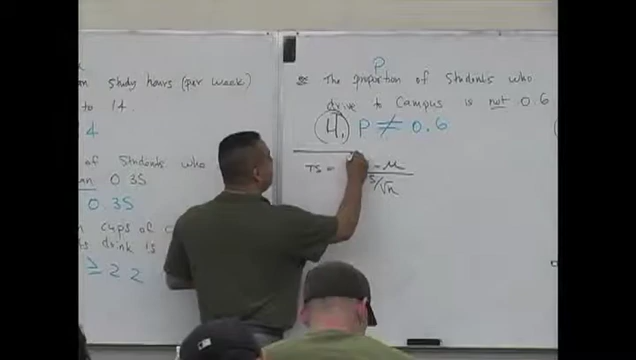 n study hours (per week)
to 14.
4
of students who
an 0.35
0.35
n cups of c
s drink is
≥ 22
P
The proportion of students who
drive to campus is not 0.6
4. P ≠ 0.6
TS = - μ
s/√n